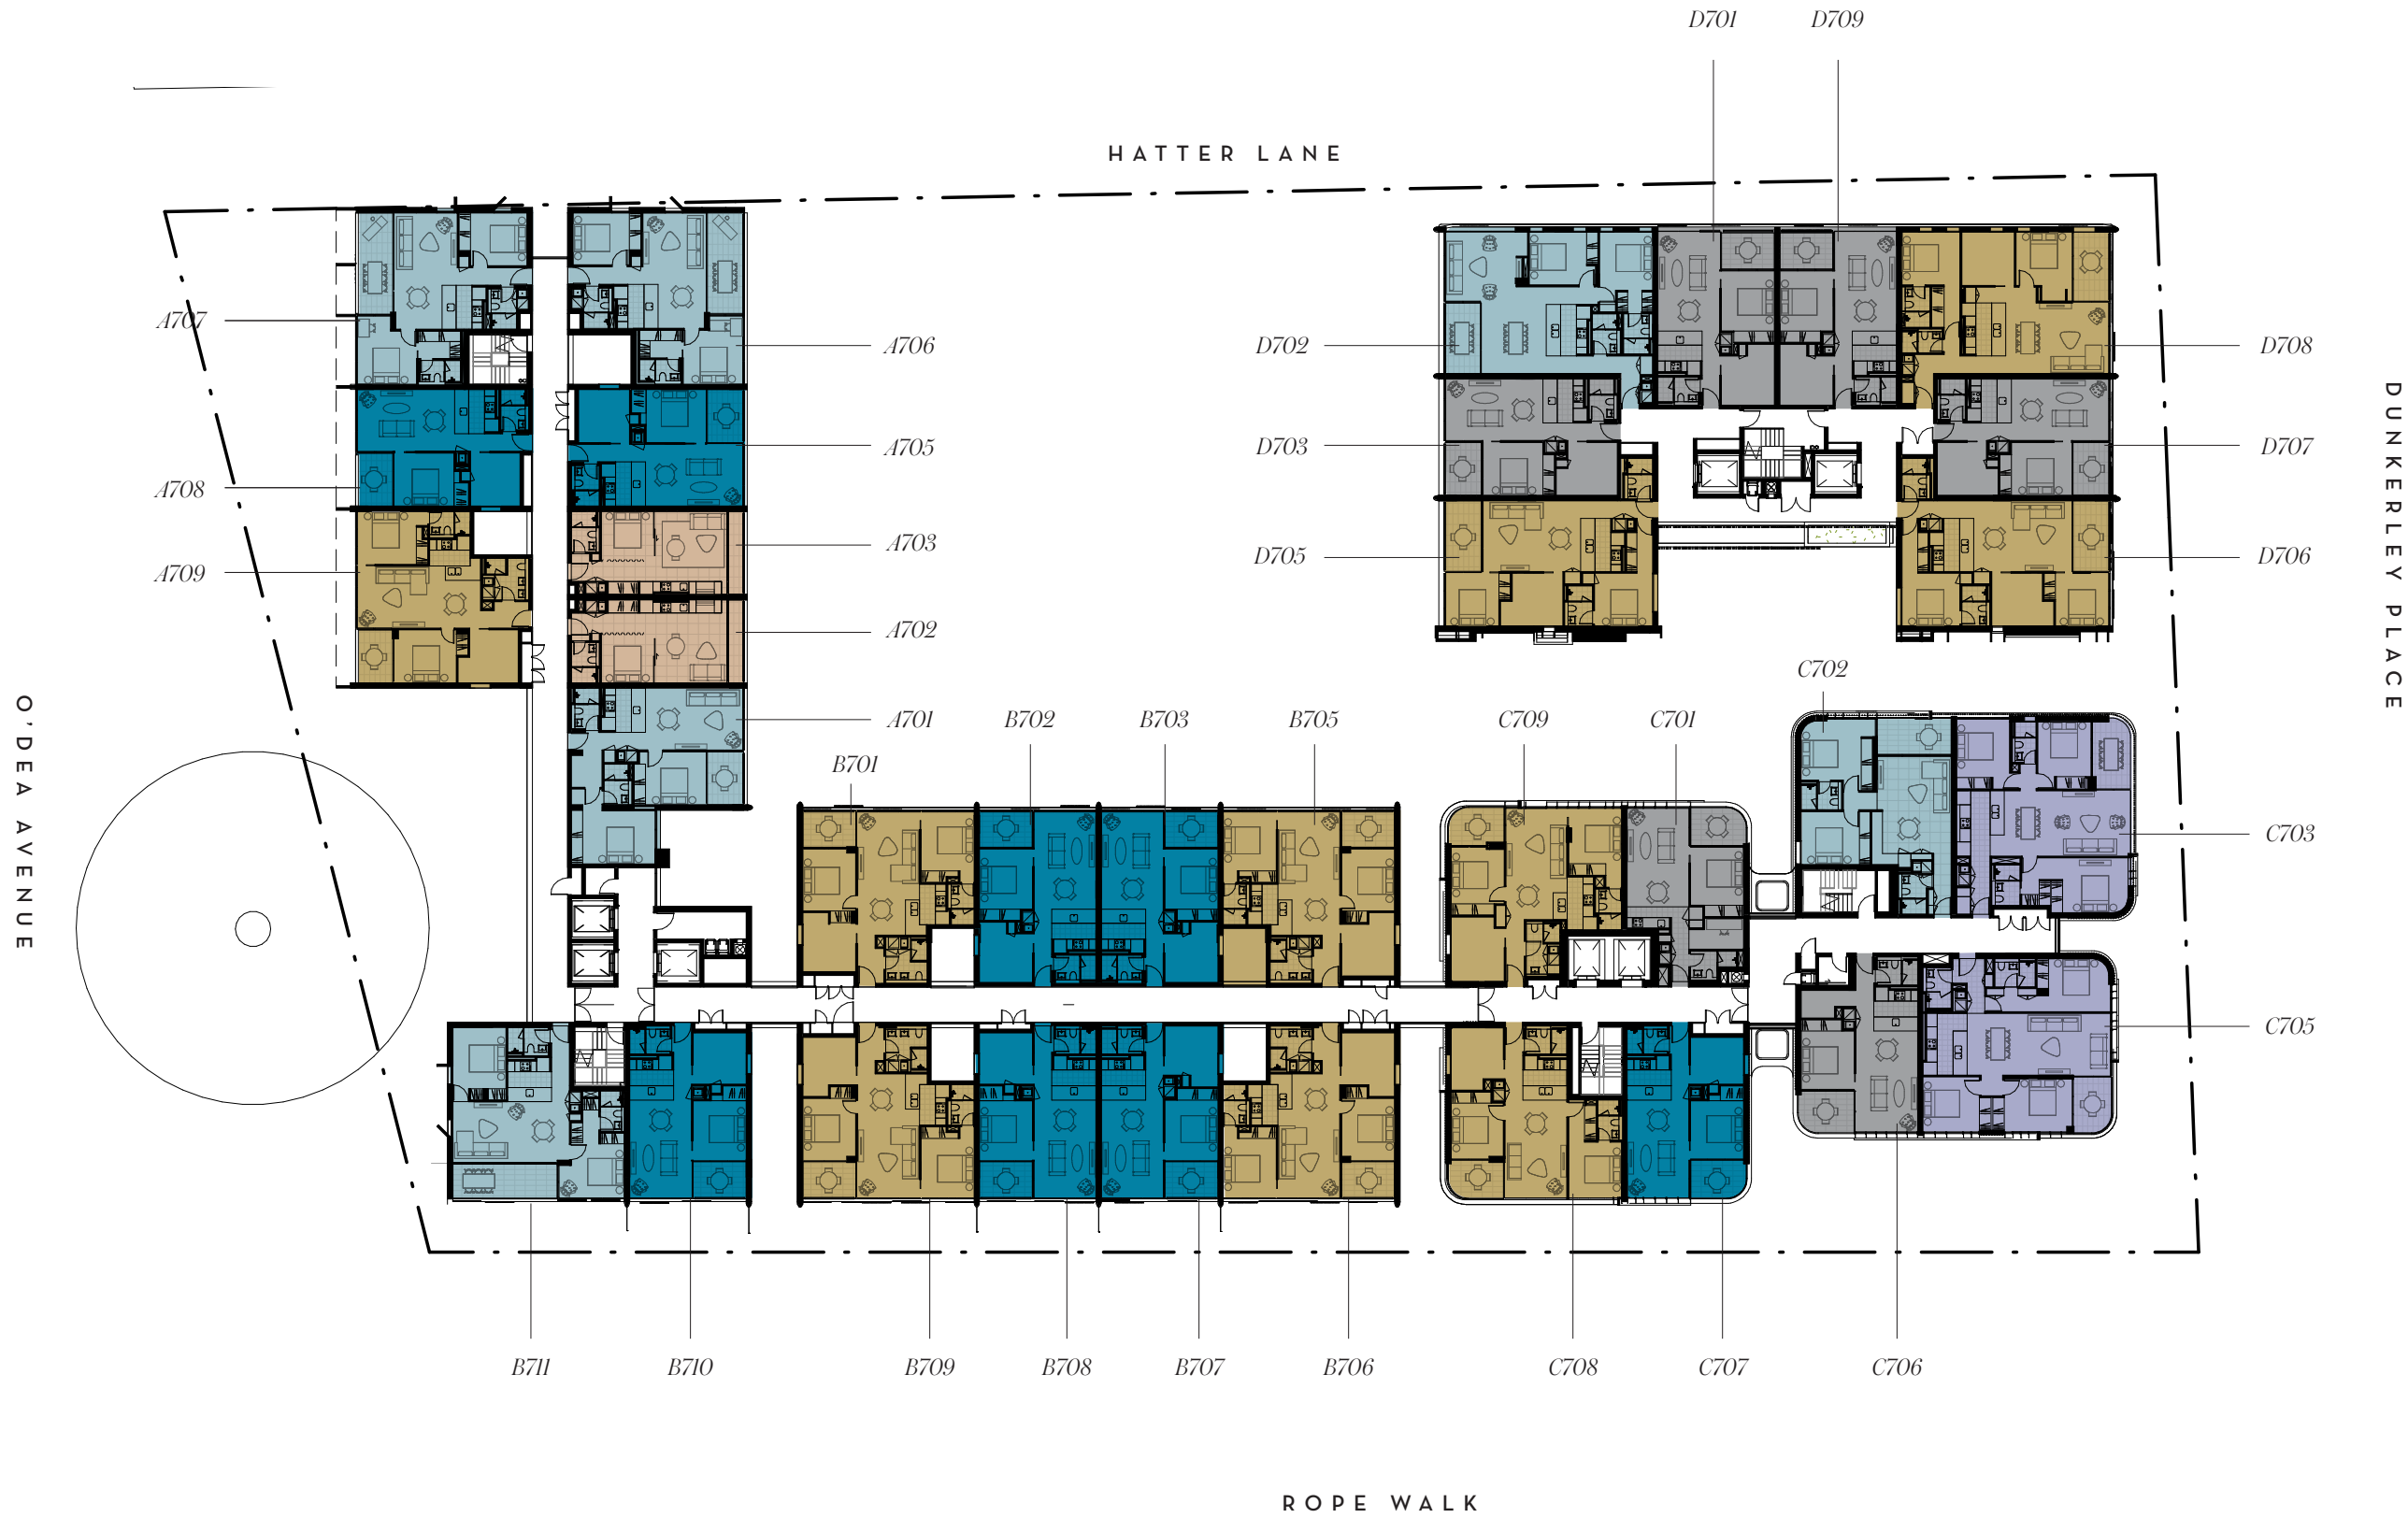 D701 D709
HATTER LANE
A707
A706
D702
D708
A705
D703
D707
A708
A703
D705
D706
A709
A702
DUNKERLEY PLACE
C702
A701
B702
B703
B705
C709
C701
B701
O'DEA AVENUE
C703
C705
B711
B710
B709
B708
B707
B706
C708
C707
C706
ROPE WALK